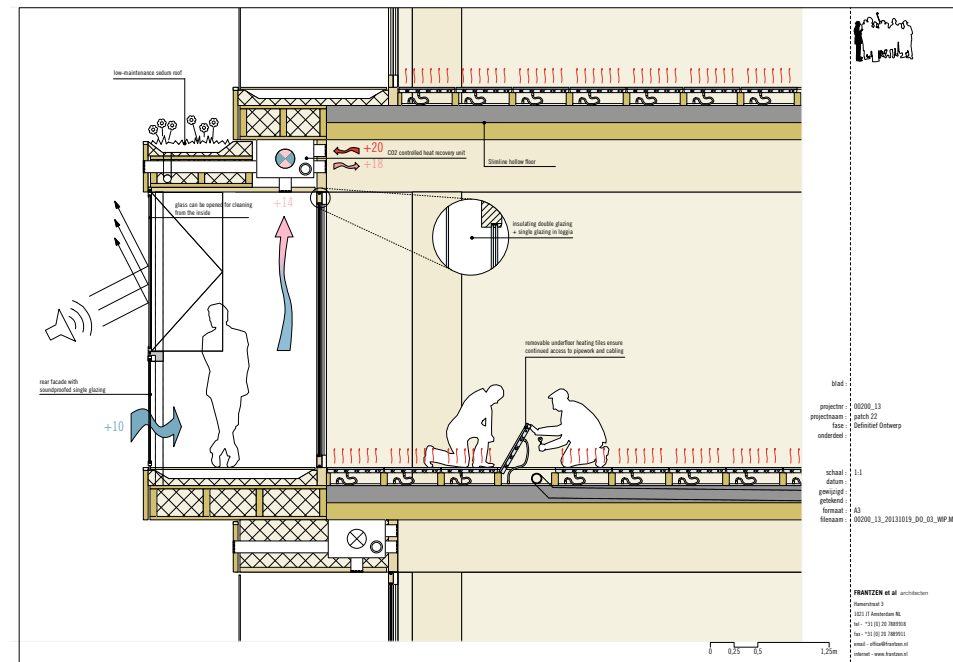 low-maintenance sedum roof
+20
CO2 controlled heat recovery unit
+18
Slimline hollow floor
glass can be opened for cleaning
from the inside
+14
insulating double glazing
+ single glazing in loggia
removable underfloor heating tiles ensure
continued access to pipework and cabling
rear facade with
soundproofed single glazing
+10
blad :
projectnr : 00200_13
projectnaam : patch 22
fase : Definitief Ontwerp
onderdeel :
schaal : 1:1
datum :
gewijzigd :
getekend :
formaat : A3
filenaam : 00200_13_20131019_DO_03_WIP.M
FRANTZEN et al architecten
Hamerstraat 3
1021 JT Amsterdam NL
tel - *31 (0) 20 7889918
fax - *31 (0) 20 7889911
email - office@frantzen.nl
internet - www.frantzen.nl
0 0,25 0,5 1,25m